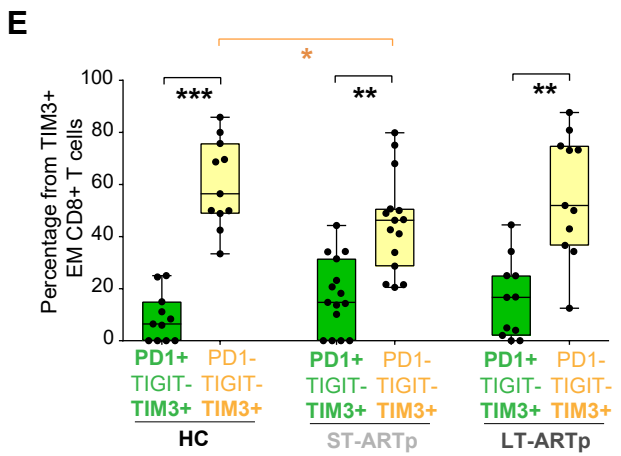 E
*
100
80
60
40
20
0
Percentage from TIM3+
EM CD8+ T cells
*** ** **
PD1+ PD1- PD1+ PD1- PD1+ PD1-
TIGIT- TIGIT- TIGIT- TIGIT- TIGIT- TIGIT-
TIM3+ TIM3+ TIM3+ TIM3+ TIM3+ TIM3+
HC ST-ARTp LT-ARTp